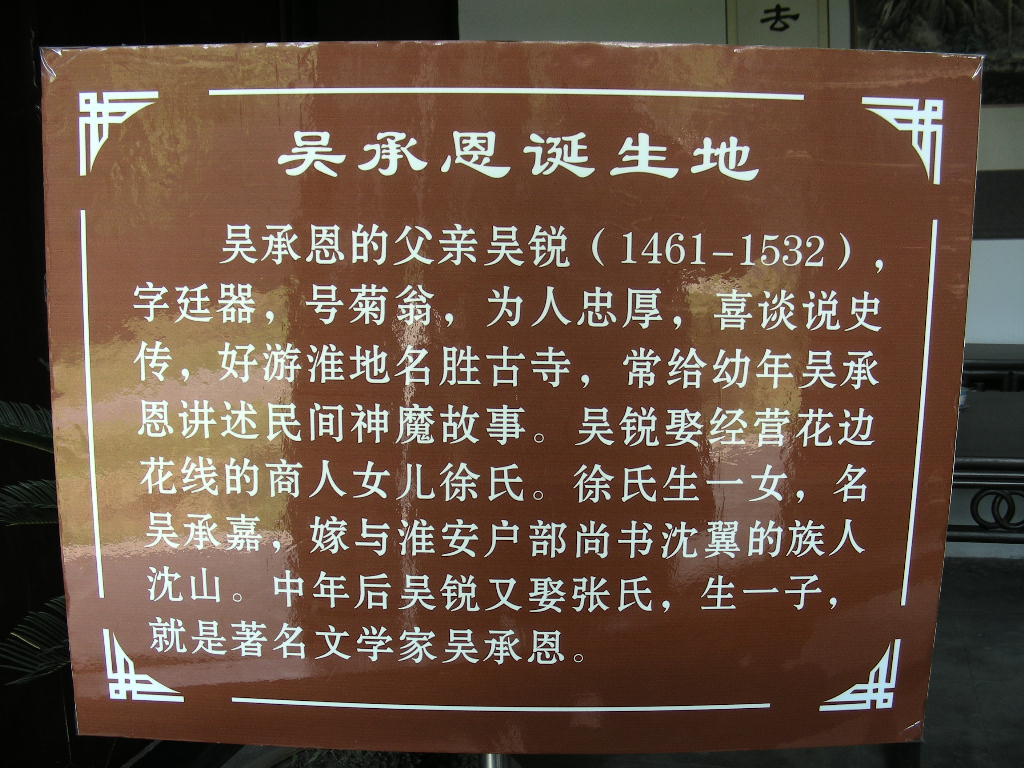 去
吴承恩诞生地
吴承恩的父亲吴锐（1461-1532），
字廷器，号菊翁，为人忠厚，喜谈说史
传，好游淮地名胜古寺，常给幼年吴承
恩讲述民间神魔故事。吴锐娶经营花边
花线的商人女儿徐氏。徐氏生一女，名
吴承嘉，嫁与淮安户部尚书沈翼的族人
沈山。中年后吴锐又娶张氏，生一子，
就是著名文学家吴承恩。